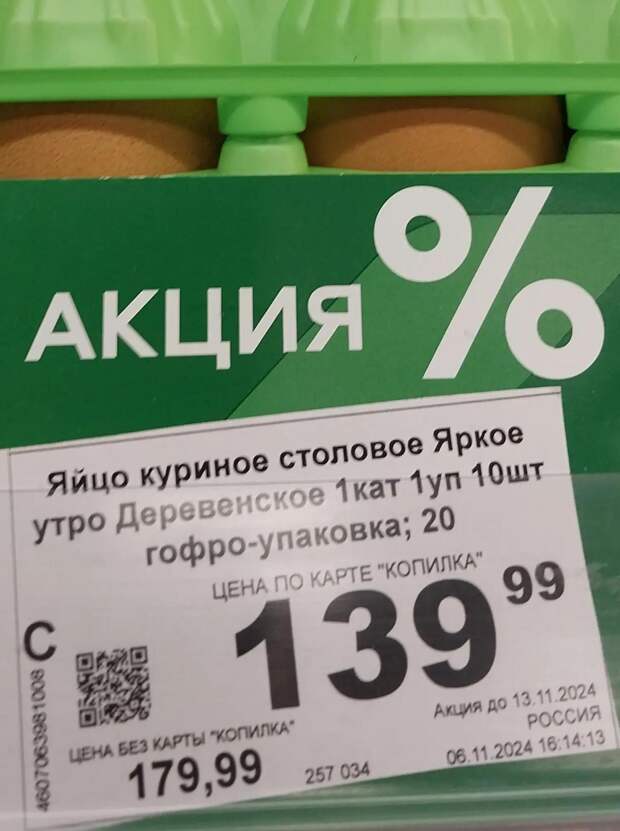 АКЦИЯ %
Яйцо куриное столовое Яркое
утро Деревенское 1кат 1уп 10шт
гофро-упаковка; 20
ЦЕНА ПО КАРТЕ "КОПИЛКА"
139 99
С
4607063981008
Акция до 13.11.2024
РОССИЯ
ЦЕНА БЕЗ КАРТЫ "КОПИЛКА"
179,99
257 034
06.11.2024 16:14:13